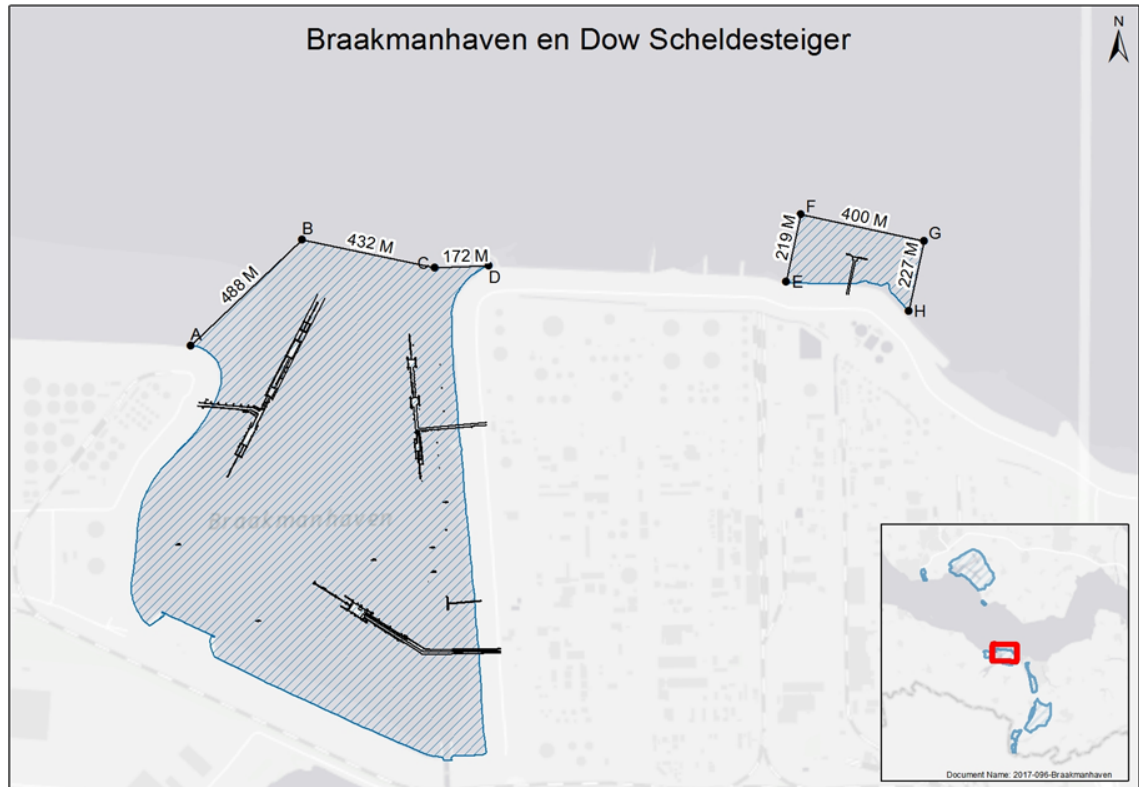 Braakmanhaven en Dow Scheldesteiger
N
F
400 M
G
219 M
227 M
E
H
B
432 M
C
172 M
D
488 M
A
Braakmanhaven
Document Name: 2017-096-Braakmanhaven